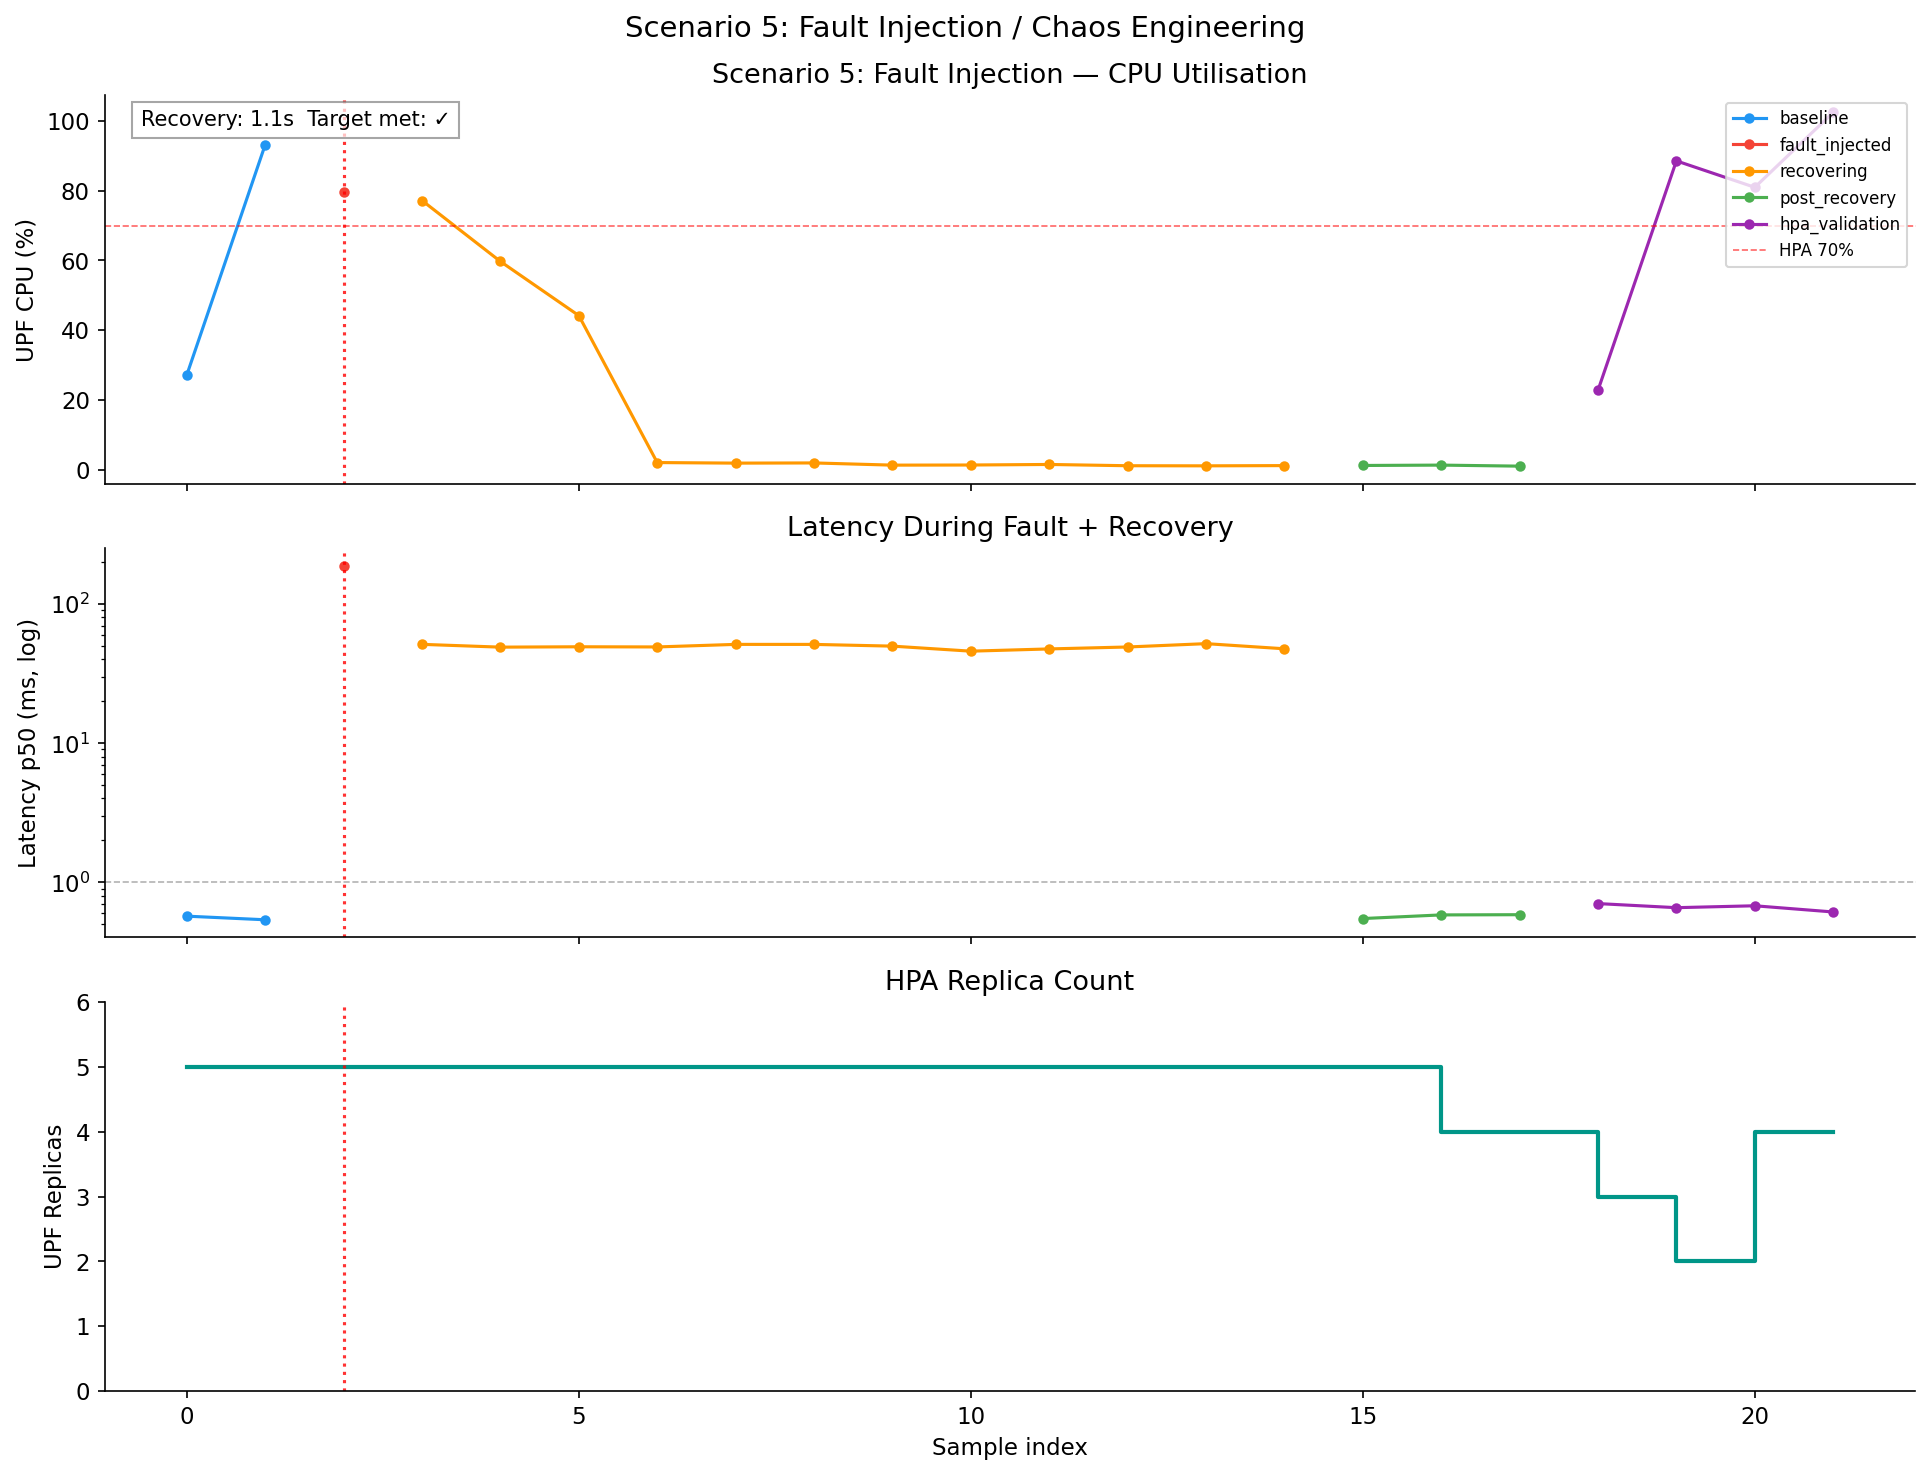 Scenario 5: Fault Injection / Chaos Engineering
Scenario 5: Fault Injection — CPU Utilisation
Recovery: 1.1s  Target met: ✓
baseline
fault_injected
recovering
post_recovery
hpa_validation
HPA 70%
UPF CPU (%)
100
80
60
40
20
0
Latency During Fault + Recovery
Latency p50 (ms, log)
10²
10¹
10⁰
HPA Replica Count
UPF Replicas
6
5
4
3
2
1
0
0 5 10 15 20
Sample index